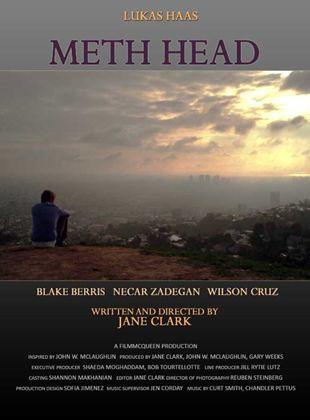 LUKAS HAAS
METH HEAD
BLAKE BERRIS NECAR ZADEGAN WILSON CRUZ
WRITTEN AND DIRECTED BY
JANE CLARK
A FILMMCQUEEN PRODUCTION
INSPIRED BY JOHN W. MCLAUGHLIN PRODUCED BY JANE CLARK, JOHN W. MCLAUGHLIN, GARY WEEKS
EXECUTIVE PRODUCER SHAEDA MOGHADDAM, BOB TOURTELLOTTE LINE PRODUCER JILL RYTIE LUTZ
CASTING SHANNON MAKHANIAN EDITOR JANE CLARK DIRECTOR OF PHOTOGRAPHY REUBEN STEINBERG
PRODUCTION DESIGN SOFIA JIMENEZ MUSIC SUPERVISOR JEN CORDAY MUSIC BY CURT SMITH, CHANDLER PETTUS